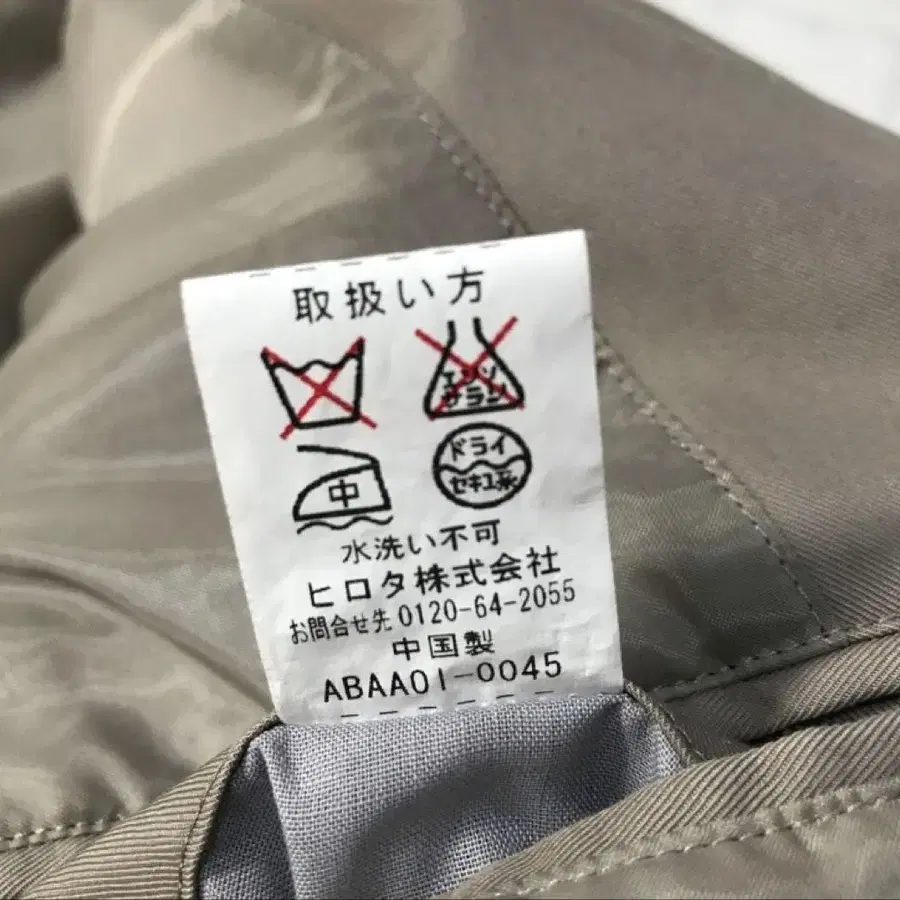 取扱い方
エンソ
サラシ
中
ドライ
セキユ系
水洗い不可
ヒロタ株式会社
お問合せ先 0120-64-2055
中国製
ABAA01-0045